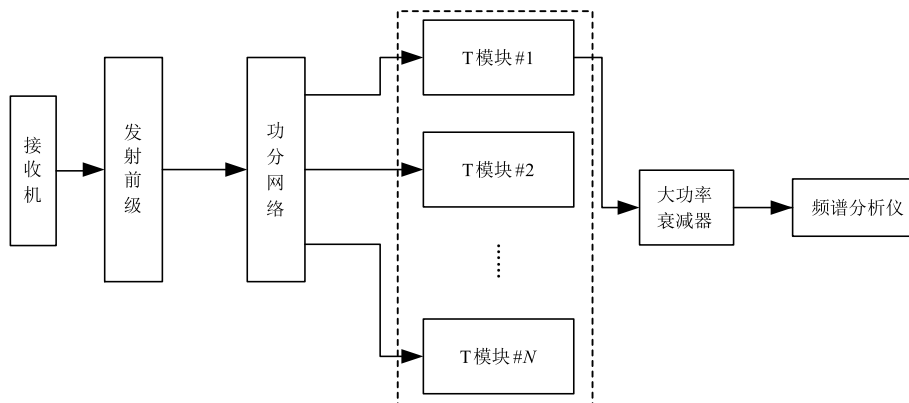 接收机
发射前级
功分网络
T模块#1
T模块#2
T模块#N
大功率
衰减器
频谱分析仪